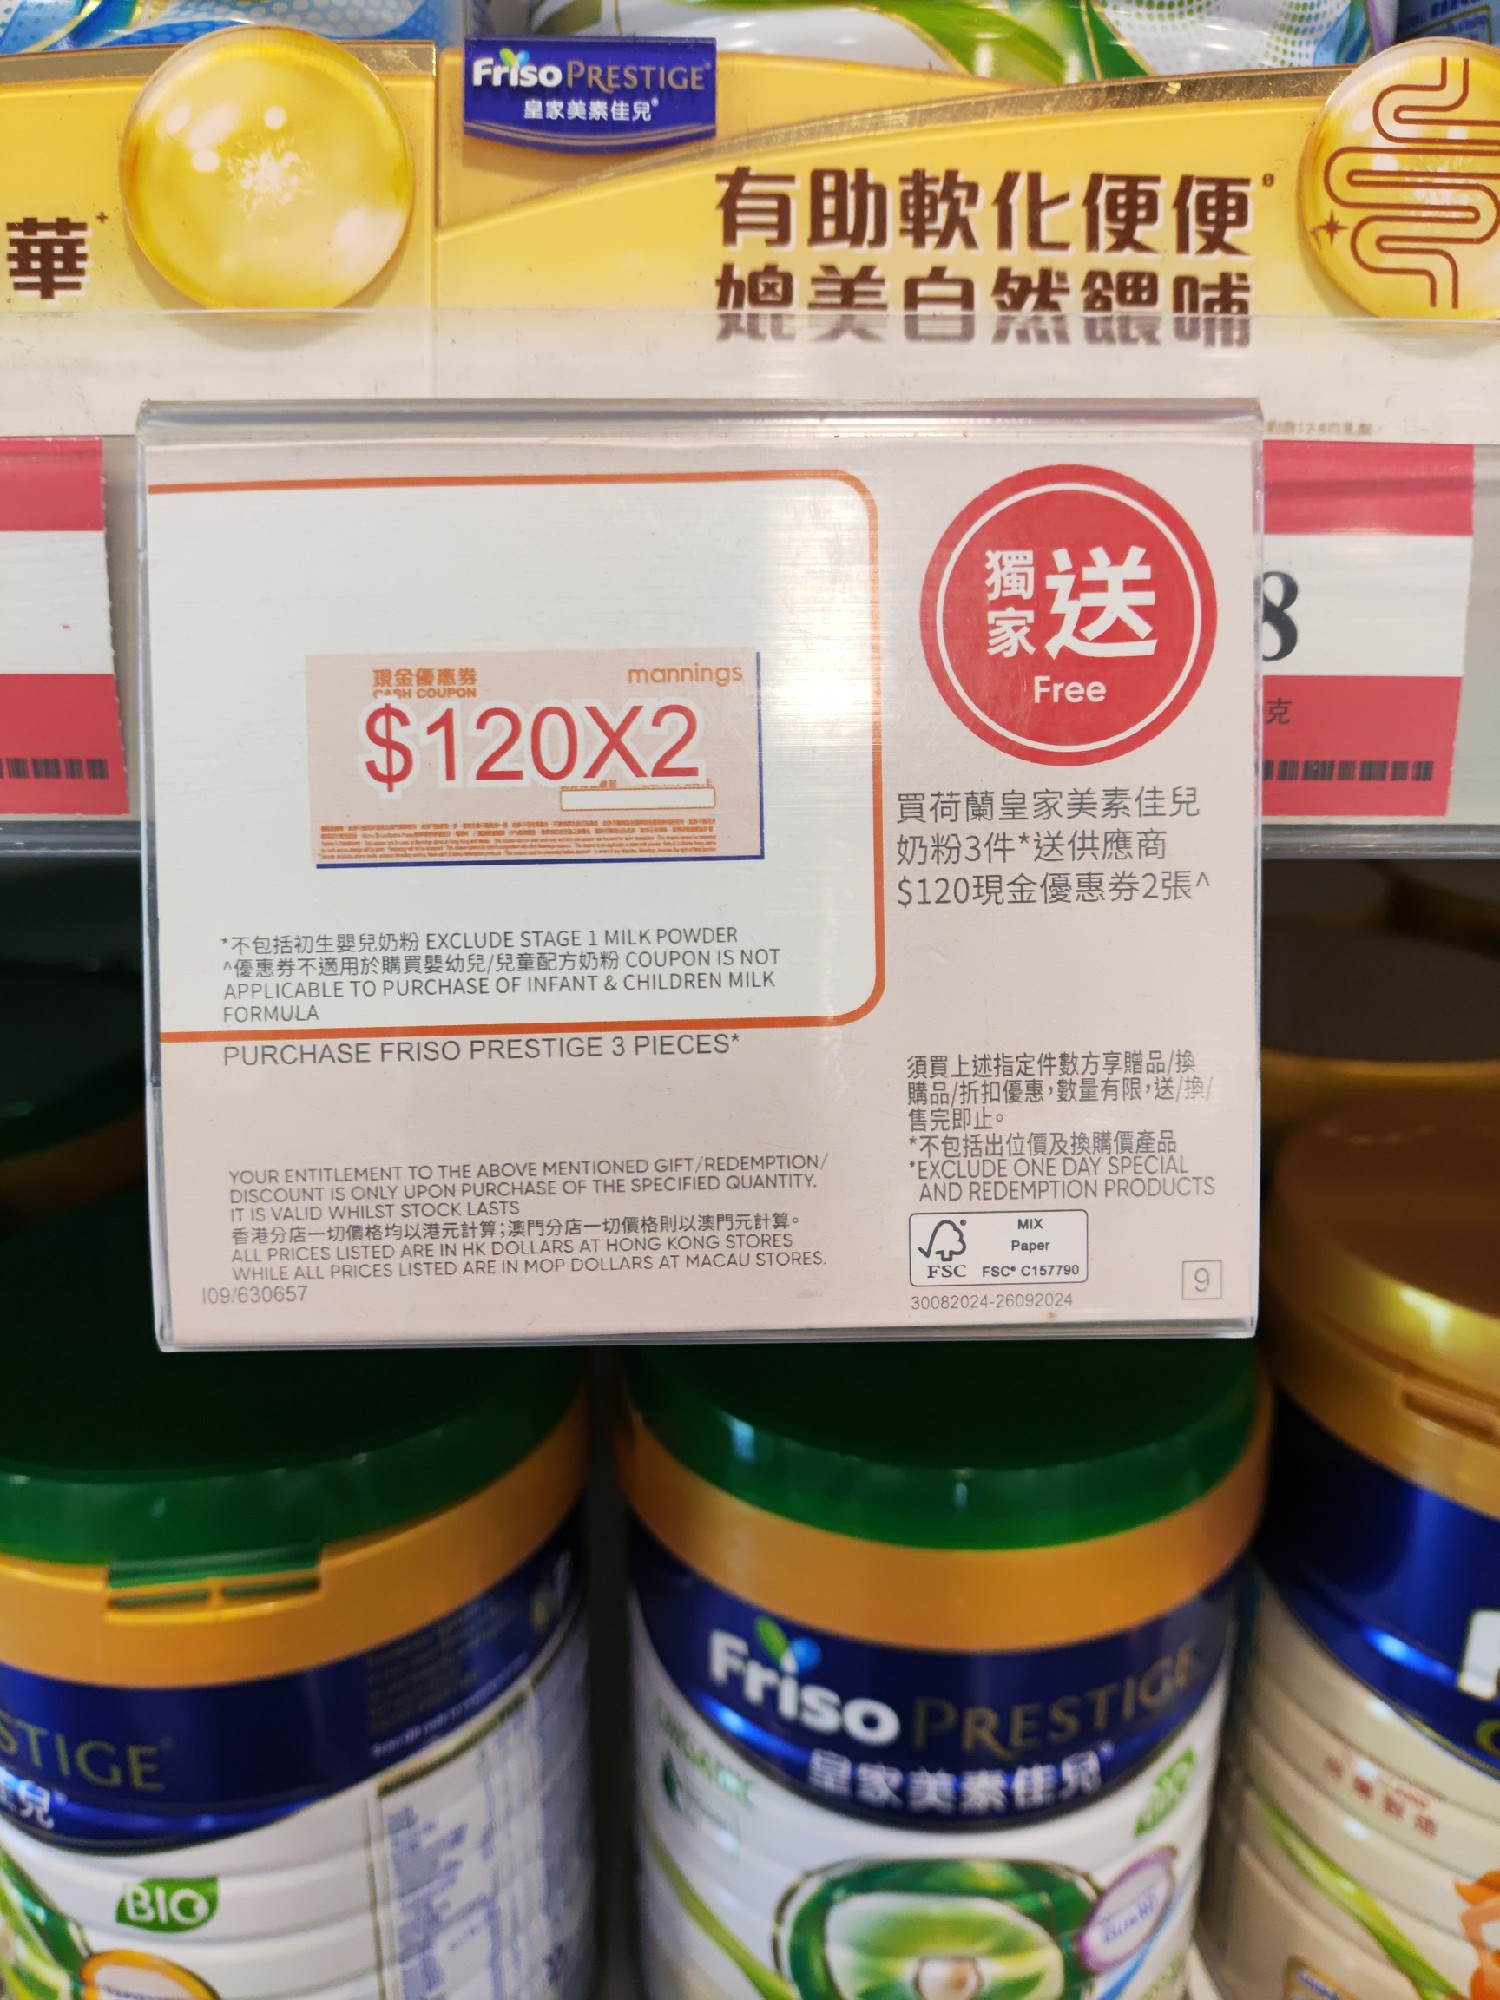 Friso PRESTIGE®
皇家美素佳兒®
華+
有助軟化便便ø
媲美自然餵哺
現金優惠券
CASH COUPON
mannings
$120X2
獨家送
Free
8
克
買荷蘭皇家美素佳兒
奶粉3件*送供應商
$120現金優惠券2張^
*不包括初生嬰兒奶粉 EXCLUDE STAGE 1 MILK POWDER
^優惠券不適用於購買嬰幼兒/兒童配方奶粉 COUPON IS NOT
APPLICABLE TO PURCHASE OF INFANT & CHILDREN MILK
FORMULA
PURCHASE FRISO PRESTIGE 3 PIECES*
須買上述指定件數方享贈品/換
購品/折扣優惠，數量有限，送/換/
售完即止。
*不包括出位價及換購價產品
*EXCLUDE ONE DAY SPECIAL
AND REDEMPTION PRODUCTS
YOUR ENTITLEMENT TO THE ABOVE MENTIONED GIFT/REDEMPTION/
DISCOUNT IS ONLY UPON PURCHASE OF THE SPECIFIED QUANTITY.
IT IS VALID WHILST STOCK LASTS
香港分店一切價格均以港元計算；澳門分店一切價格則以澳門元計算。
ALL PRICES LISTED ARE IN HK DOLLARS AT HONG KONG STORES
WHILE ALL PRICES LISTED ARE IN MOP DOLLARS AT MACAU STORES.
I09/630657
MIX
Paper
FSC
FSC® C157790
9
30082024-26092024
STIGE®
佳兒®
BIO
Friso PRESTIGE
皇家美素佳兒®
ORGANIC